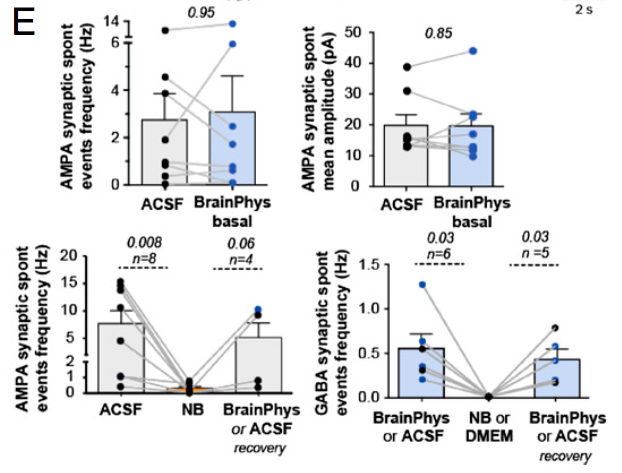 E
2 s
AMPA synaptic spont
events frequency (Hz)
14
6
4
2
0
0.95
ACSF
BrainPhys
basal
AMPA synaptic spont
mean amplitude (pA)
50
40
30
20
10
0
0.85
ACSF
BrainPhys
basal
AMPA synaptic spont
events frequency (Hz)
20
15
10
5
2
1
0
0.008
n=8
0.06
n=4
ACSF
NB
BrainPhys
or ACSF
recovery
GABA synaptic spont
events frequency (Hz)
1.5
1.0
0.5
0.0
0.03
n=6
0.03
n =5
BrainPhys
or ACSF
NB or
DMEM
BrainPhys
or ACSF
recovery